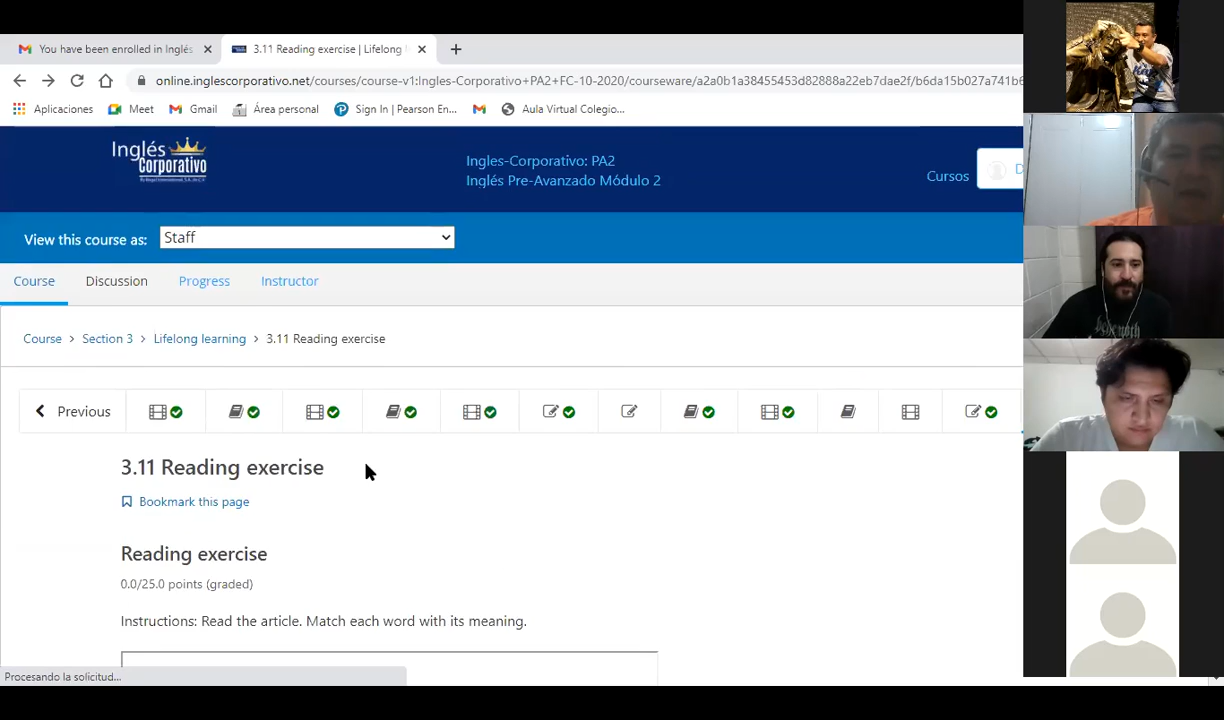 You have been enrolled in Inglés
3.11 Reading exercise | Lifelong l
online.inglescorporativo.net/courses/course-v1:Ingles-Corporativo+PA2+FC-10-2020/courseware/a2a0b1a38455453d82888a22eb7dae2f/b6da15b027a741b6
Aplicaciones
Meet
Gmail
Área personal
Sign In | Pearson En...
Aula Virtual Colegio...
Inglés
Corporativo
Ingles-Corporativo: PA2
Inglés Pre-Avanzado Módulo 2
Cursos
D
View this course as:
Staff
Course
Discussion
Progress
Instructor
Course > Section 3 > Lifelong learning > 3.11 Reading exercise
Previous
3.11 Reading exercise
Bookmark this page
Reading exercise
0.0/25.0 points (graded)
Instructions: Read the article. Match each word with its meaning.
Procesando la solicitud...